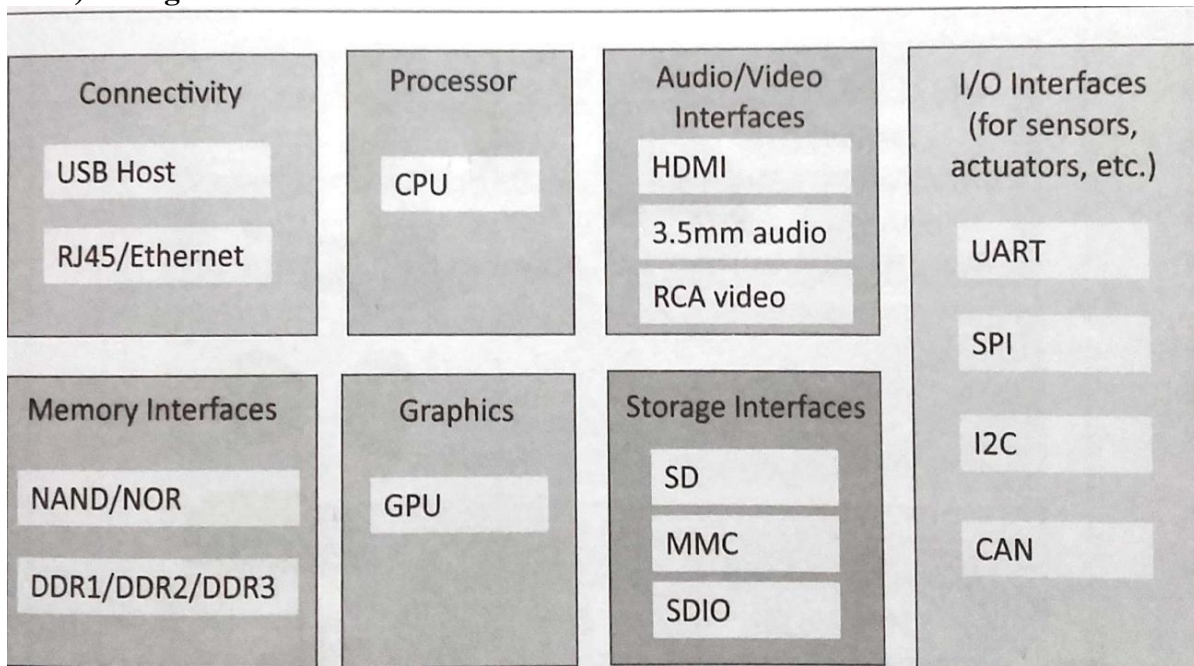 Connectivity
USB Host
RJ45/Ethernet
Processor
CPU
Audio/Video
Interfaces
HDMI
3.5mm audio
RCA video
I/O Interfaces
(for sensors,
actuators, etc.)
UART
SPI
I2C
CAN
Memory Interfaces
NAND/NOR
DDR1/DDR2/DDR3
Graphics
GPU
Storage Interfaces
SD
MMC
SDIO